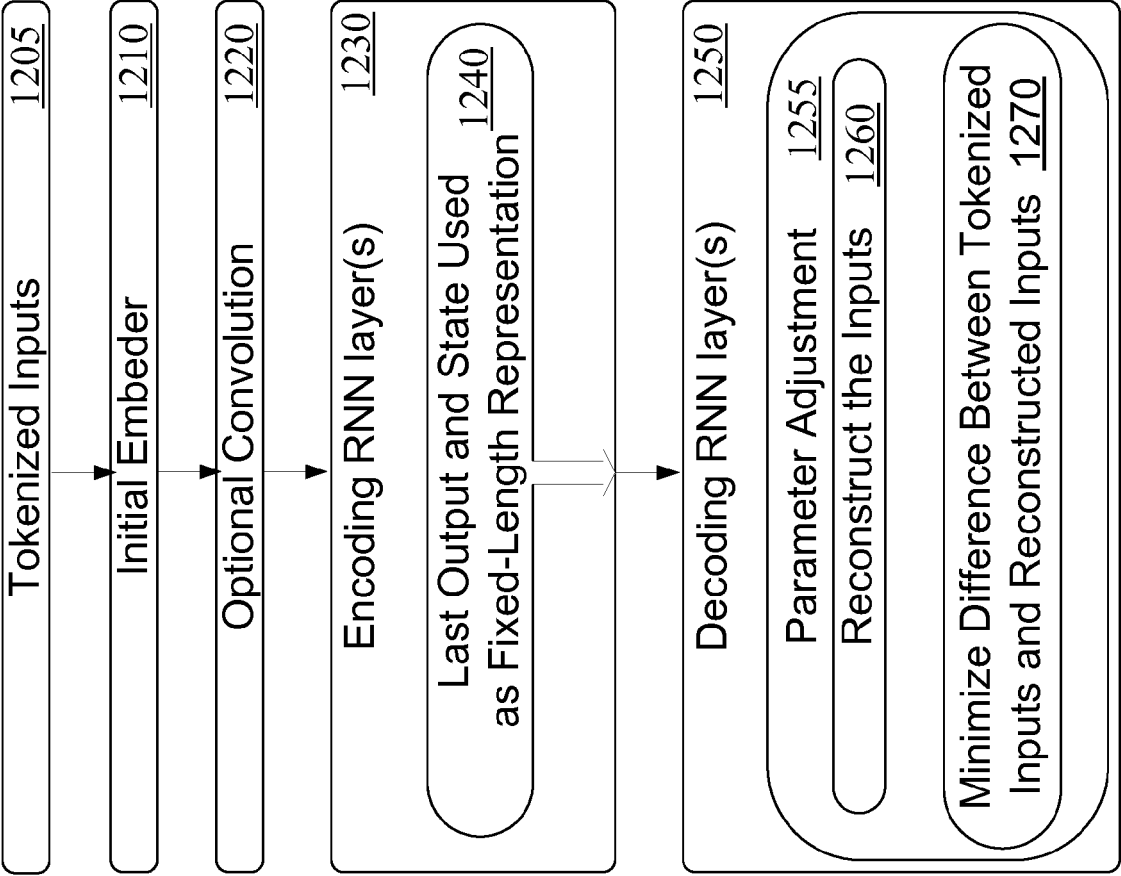 Tokenized Inputs 1205
Initial Embeder 1210
Optional Convolution 1220
Encoding RNN layer(s) 1230
Last Output and State Used 1240
as Fixed-Length Representation
Decoding RNN layer(s) 1250
Parameter Adjustment 1255
Reconstruct the Inputs 1260
Minimize Difference Between Tokenized
Inputs and Reconstructed Inputs 1270